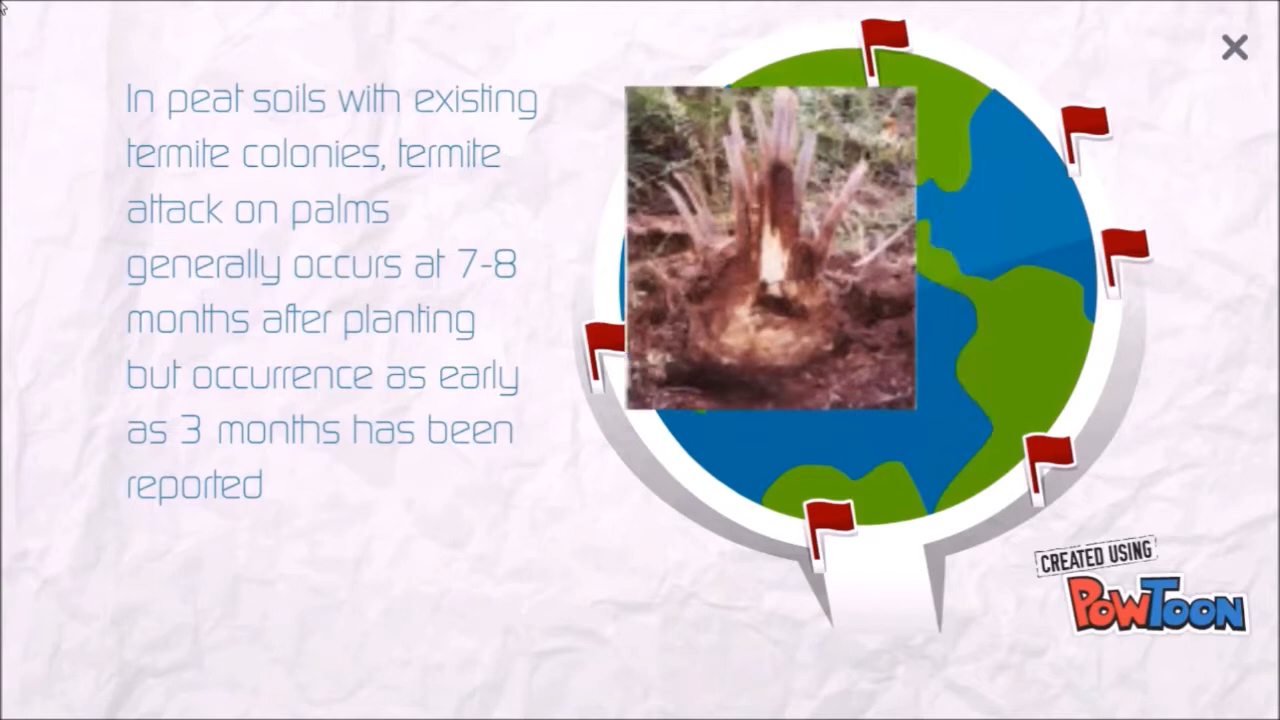 In peat soils with existing
termite colonies, termite
attack on palms
generally occurs at 7-8
months after planting
but occurrence as early
as 3 months has been
reported
CREATED USING
POWTOON